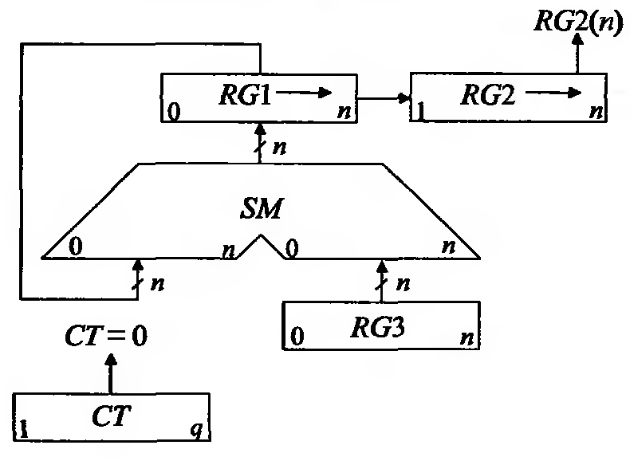 RG2(n)
RG1 RG2
0 n 1 n
n
SM
0 n 0 n
n n
CT = 0 0 RG3 n
CT
1 q